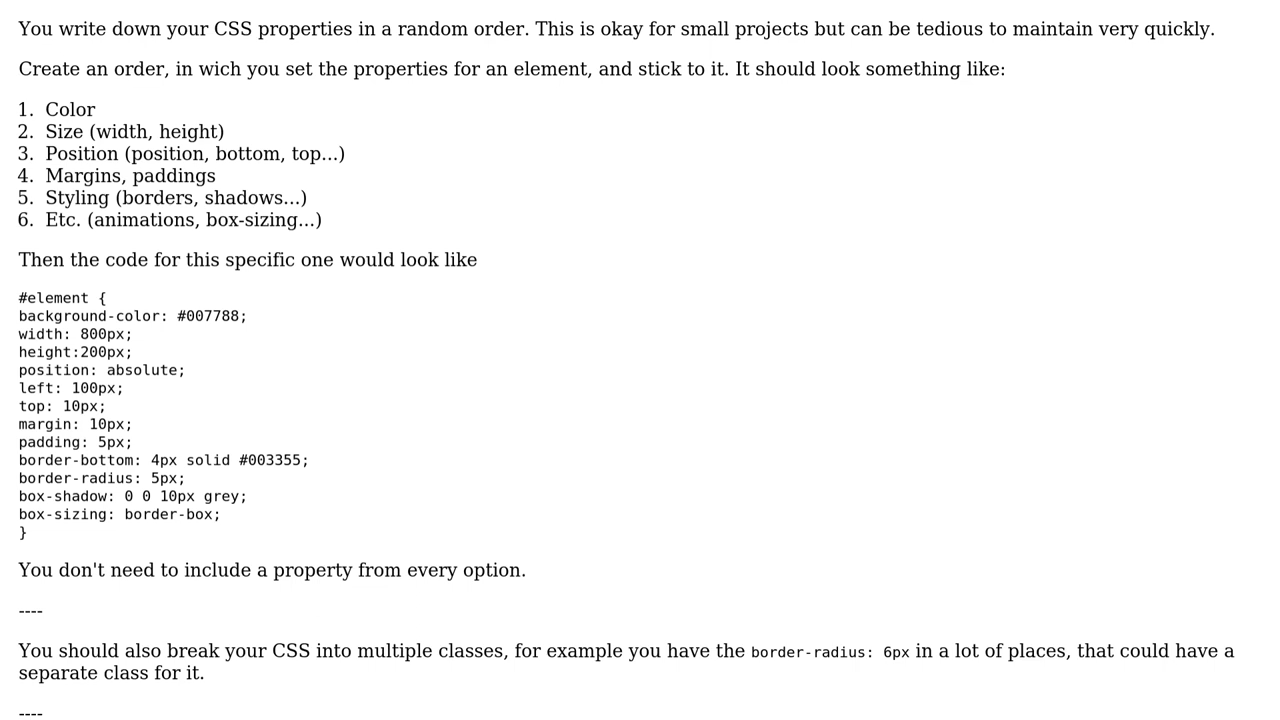 You write down your CSS properties in a random order. This is okay for small projects but can be tedious to maintain very quickly.
Create an order, in wich you set the properties for an element, and stick to it. It should look something like:
1. Color
2. Size (width, height)
3. Position (position, bottom, top...)
4. Margins, paddings
5. Styling (borders, shadows...)
6. Etc. (animations, box-sizing...)
Then the code for this specific one would look like
#element {
background-color: #007788;
width: 800px;
height:200px;
position: absolute;
left: 100px;
top: 10px;
margin: 10px;
padding: 5px;
border-bottom: 4px solid #003355;
border-radius: 5px;
box-shadow: 0 0 10px grey;
box-sizing: border-box;
}
You don't need to include a property from every option.
----
You should also break your CSS into multiple classes, for example you have the border-radius: 6px in a lot of places, that could have a
separate class for it.
----